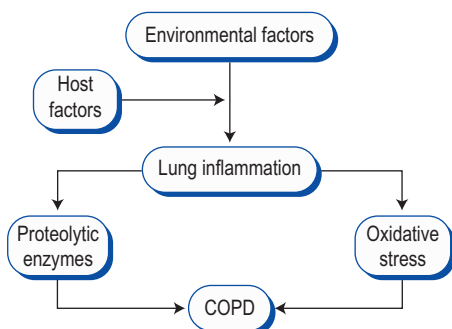 Environmental factors
Host
factors
Lung inflammation
Proteolytic
enzymes
Oxidative
stress
COPD